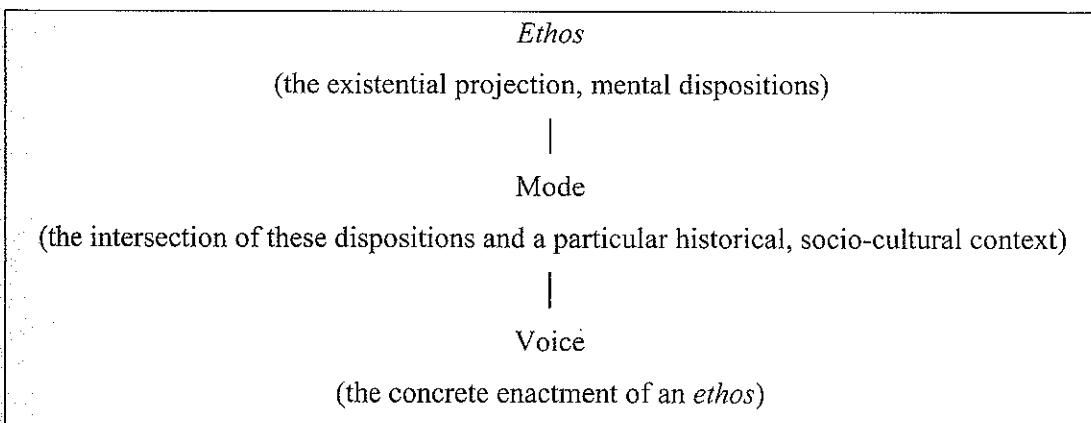 Ethos
(the existential projection, mental dispositions)
Mode
(the intersection of these dispositions and a particular historical, socio-cultural context)
Voice
(the concrete enactment of an ethos)